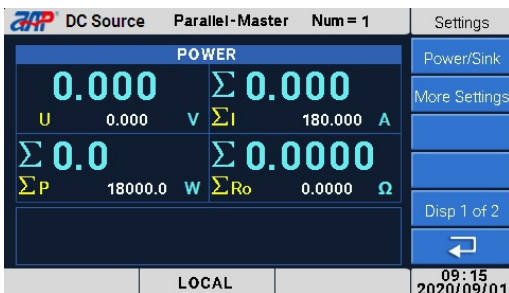 AAP DC Source Parallel-Master Num = 1 Settings
POWER
Power/Sink
0.000 Σ 0.000
More Settings
U 0.000 V ΣI 180.000 A
Σ 0.0 Σ 0.0000
ΣP 18000.0 W ΣRo 0.0000 Ω
Disp 1 of 2
LOCAL
09:15
2020/09/01